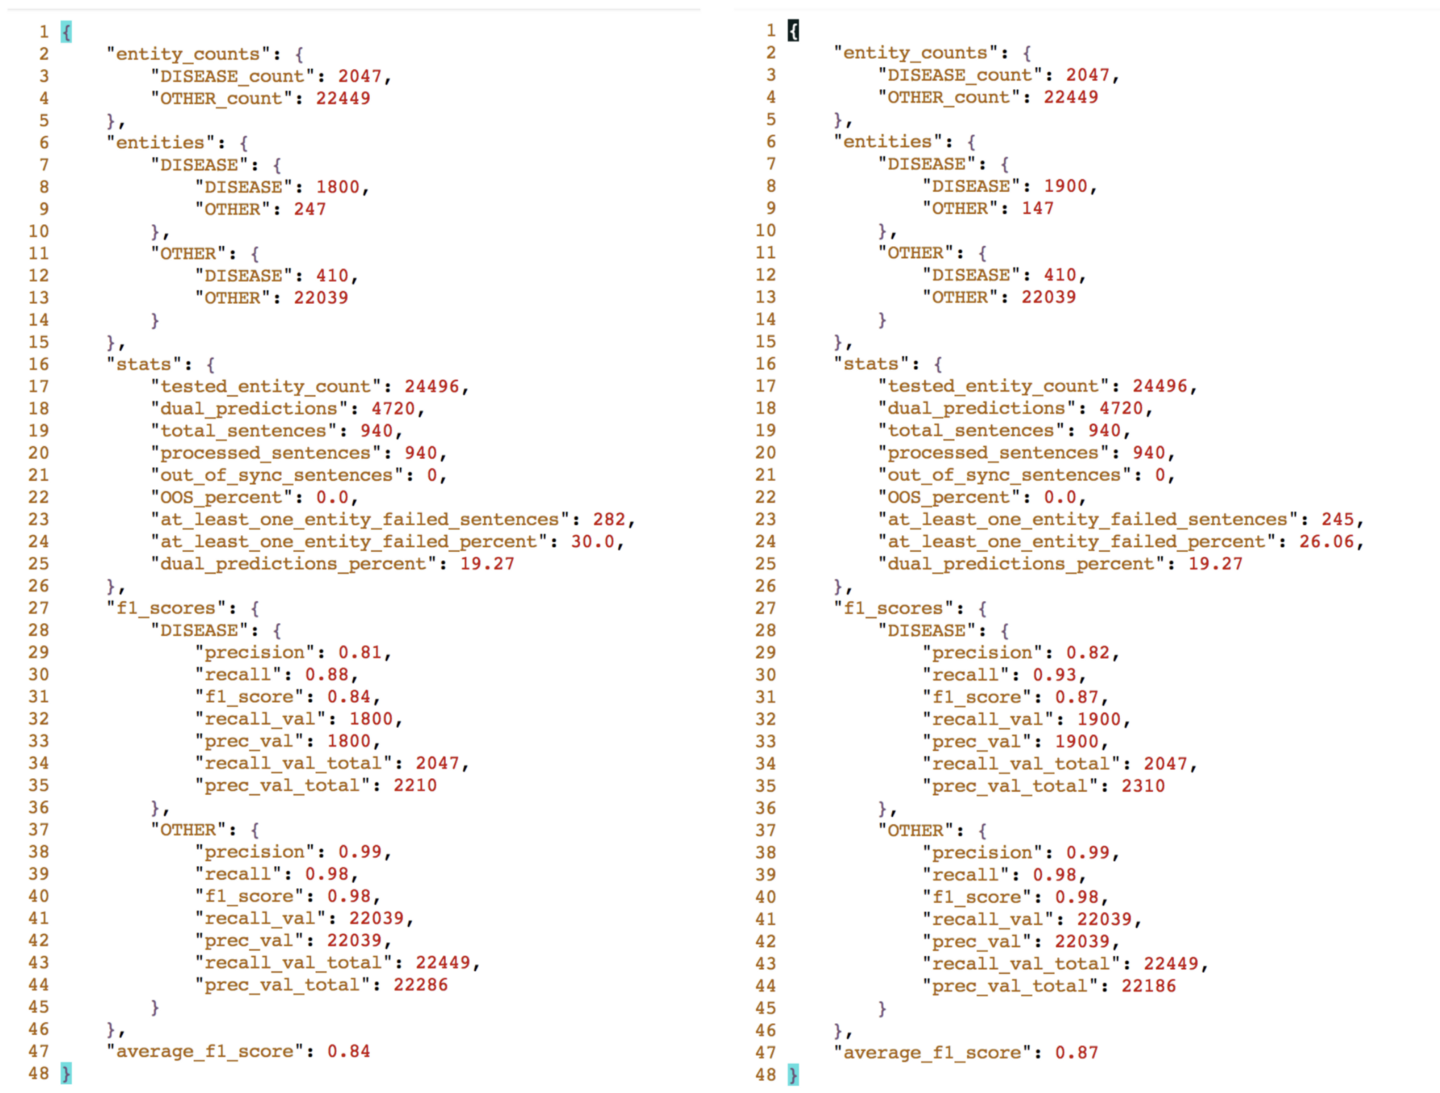 1 {
2 "entity_counts": {
3 "DISEASE_count": 2047,
4 "OTHER_count": 22449
5 },
6 "entities": {
7 "DISEASE": {
8 "DISEASE": 1800,
9 "OTHER": 247
10 },
11 "OTHER": {
12 "DISEASE": 410,
13 "OTHER": 22039
14 }
15 },
16 "stats": {
17 "tested_entity_count": 24496,
18 "dual_predictions": 4720,
19 "total_sentences": 940,
20 "processed_sentences": 940,
21 "out_of_sync_sentences": 0,
22 "OOS_percent": 0.0,
23 "at_least_one_entity_failed_sentences": 282,
24 "at_least_one_entity_failed_percent": 30.0,
25 "dual_predictions_percent": 19.27
26 },
27 "f1_scores": {
28 "DISEASE": {
29 "precision": 0.81,
30 "recall": 0.88,
31 "f1_score": 0.84,
32 "recall_val": 1800,
33 "prec_val": 1800,
34 "recall_val_total": 2047,
35 "prec_val_total": 2210
36 },
37 "OTHER": {
38 "precision": 0.99,
39 "recall": 0.98,
40 "f1_score": 0.98,
41 "recall_val": 22039,
42 "prec_val": 22039,
43 "recall_val_total": 22449,
44 "prec_val_total": 22286
45 }
46 },
47 "average_f1_score": 0.84
48 }
1 {
2 "entity_counts": {
3 "DISEASE_count": 2047,
4 "OTHER_count": 22449
5 },
6 "entities": {
7 "DISEASE": {
8 "DISEASE": 1900,
9 "OTHER": 147
10 },
11 "OTHER": {
12 "DISEASE": 410,
13 "OTHER": 22039
14 }
15 },
16 "stats": {
17 "tested_entity_count": 24496,
18 "dual_predictions": 4720,
19 "total_sentences": 940,
20 "processed_sentences": 940,
21 "out_of_sync_sentences": 0,
22 "OOS_percent": 0.0,
23 "at_least_one_entity_failed_sentences": 245,
24 "at_least_one_entity_failed_percent": 26.06,
25 "dual_predictions_percent": 19.27
26 },
27 "f1_scores": {
28 "DISEASE": {
29 "precision": 0.82,
30 "recall": 0.93,
31 "f1_score": 0.87,
32 "recall_val": 1900,
33 "prec_val": 1900,
34 "recall_val_total": 2047,
35 "prec_val_total": 2310
36 },
37 "OTHER": {
38 "precision": 0.99,
39 "recall": 0.98,
40 "f1_score": 0.98,
41 "recall_val": 22039,
42 "prec_val": 22039,
43 "recall_val_total": 22449,
44 "prec_val_total": 22186
45 }
46 },
47 "average_f1_score": 0.87
48 }